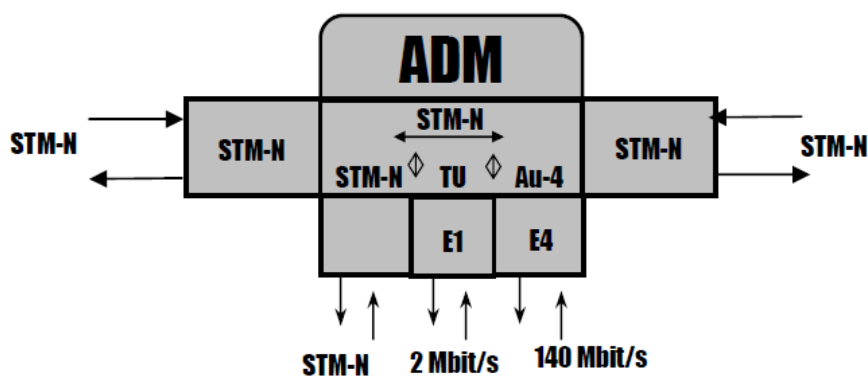 ADM
STM-N
STM-N STM-N STM-N STM-N
STM-N TU Au-4
E1 E4
STM-N 2 Mbit/s 140 Mbit/s